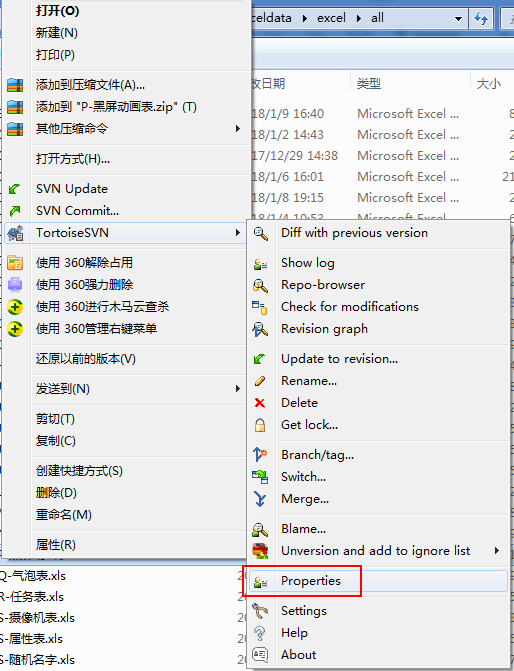 打开(O)
新建(N)
打印(P)
添加到压缩文件(A)...
添加到 "P-黑屏动画表.zip" (T)
其他压缩命令
打开方式(H)...
SVN Update
SVN Commit...
TortoiseSVN
使用 360解除占用
使用 360强力删除
使用 360进行木马云查杀
使用 360管理右键菜单
还原以前的版本(V)
发送到(N)
剪切(T)
复制(C)
创建快捷方式(S)
删除(D)
重命名(M)
属性(R)
Q-气泡表.xls
R-任务表.xls
S-摄像机表.xls
S-属性表.xls
S-随机名字.xls
celdata excel all
改日期 类型 大小
18/1/9 16:40 Microsoft Excel ...
18/1/2 14:43 Microsoft Excel ...
17/12/29 14:38 Microsoft Excel ...
18/1/6 16:01 Microsoft Excel ... 21
18/1/8 19:15 Microsoft Excel ...
18/1/4 10:53 Microsoft Excel ...
Diff with previous version
Show log
Repo-browser
Check for modifications
Revision graph
Update to revision...
Rename...
Delete
Get lock...
Branch/tag...
Switch...
Merge...
Blame...
Unversion and add to ignore list
Properties
Settings
Help
About